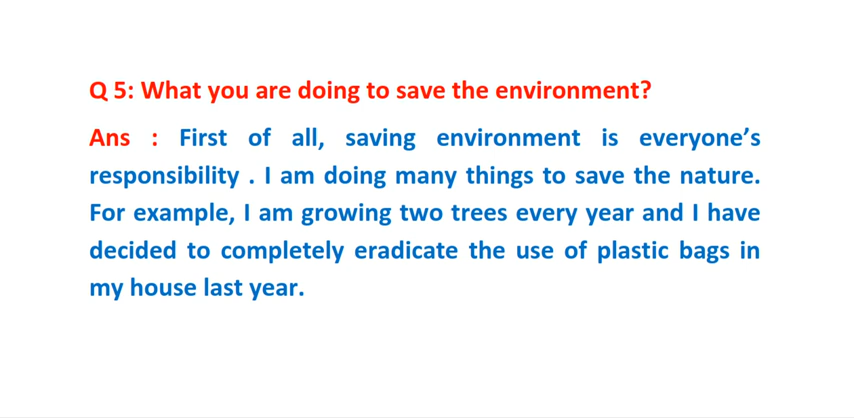 Q 5: What you are doing to save the environment?
Ans : First of all, saving environment is everyone’s
responsibility . I am doing many things to save the nature.
For example, I am growing two trees every year and I have
decided to completely eradicate the use of plastic bags in
my house last year.